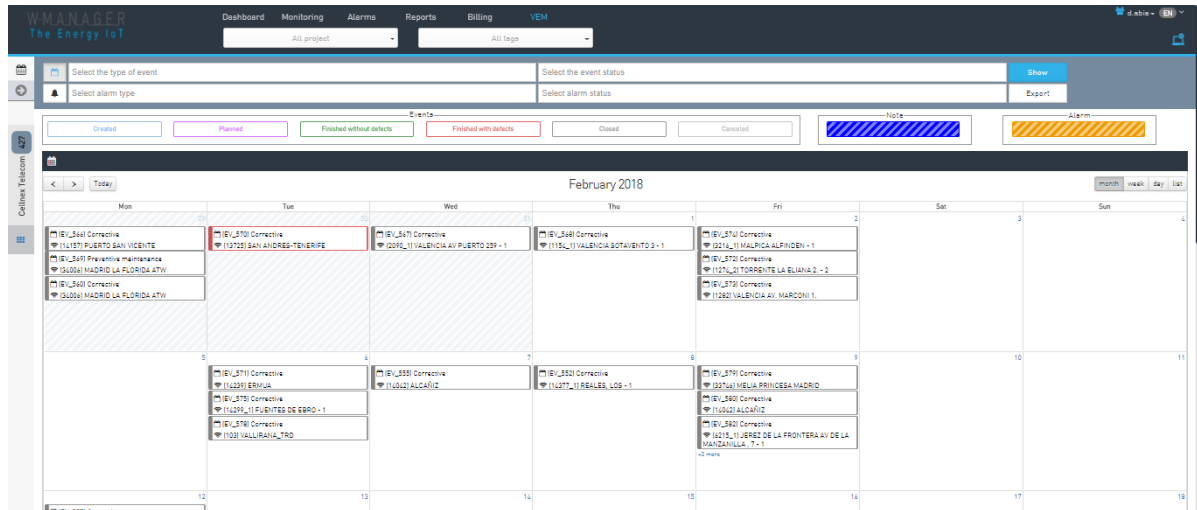 W·M.A.N.A.G.E.R
The Energy IoT
Dashboard Monitoring Alarms Reports Billing VEM
d.abia EN
All project All tags
Select the type of event Select the event status Show
Select alarm type Select alarm status Export
Events Note Alarm
Created Planned Finished without defects Finished with defects Closed Canceled
Cellnex Telecom 427
< > Today February 2018 month week day list
Mon Tue Wed Thu Fri Sat Sun
29 30 31 1 2 3 4
(EV_566) Corrective
(14157) PUERTO SAN VICENTE
(EV_569) Preventive maintenance
(34006) MADRID LA FLORIDA ATW
(EV_560) Corrective
(34006) MADRID LA FLORIDA ATW
(EV_570) Corrective
(13725) SAN ANDRES-TENERIFE
(EV_567) Corrective
(2090_1) VALENCIA AV PUERTO 259 - 1
(EV_568) Corrective
(1154_1) VALENCIA SOTAVENTO 3 - 1
(EV_574) Corrective
(3216_1) MALPICA ALFINDEN - 1
(EV_572) Corrective
(1274_2) TORRENTE LA ELIANA 2. - 2
(EV_573) Corrective
(1282) VALENCIA AV. MARCONI 1.
5 6 7 8 9 10 11
(EV_571) Corrective
(14239) ERMUA
(EV_575) Corrective
(14299_1) FUENTES DE EBRO - 1
(EV_578) Corrective
(103) VALLIRANA_TRD
(EV_555) Corrective
(14042) ALCAÑIZ
(EV_552) Corrective
(14377_1) REALES, LOS - 1
(EV_579) Corrective
(33746) MELIA PRINCESA MADRID
(EV_580) Corrective
(14042) ALCAÑIZ
(EV_582) Corrective
(6215_1) JEREZ DE LA FRONTERA AV DE LA
MANZANILLA , 7 - 1
+2 more
12 13 14 15 16 17 18